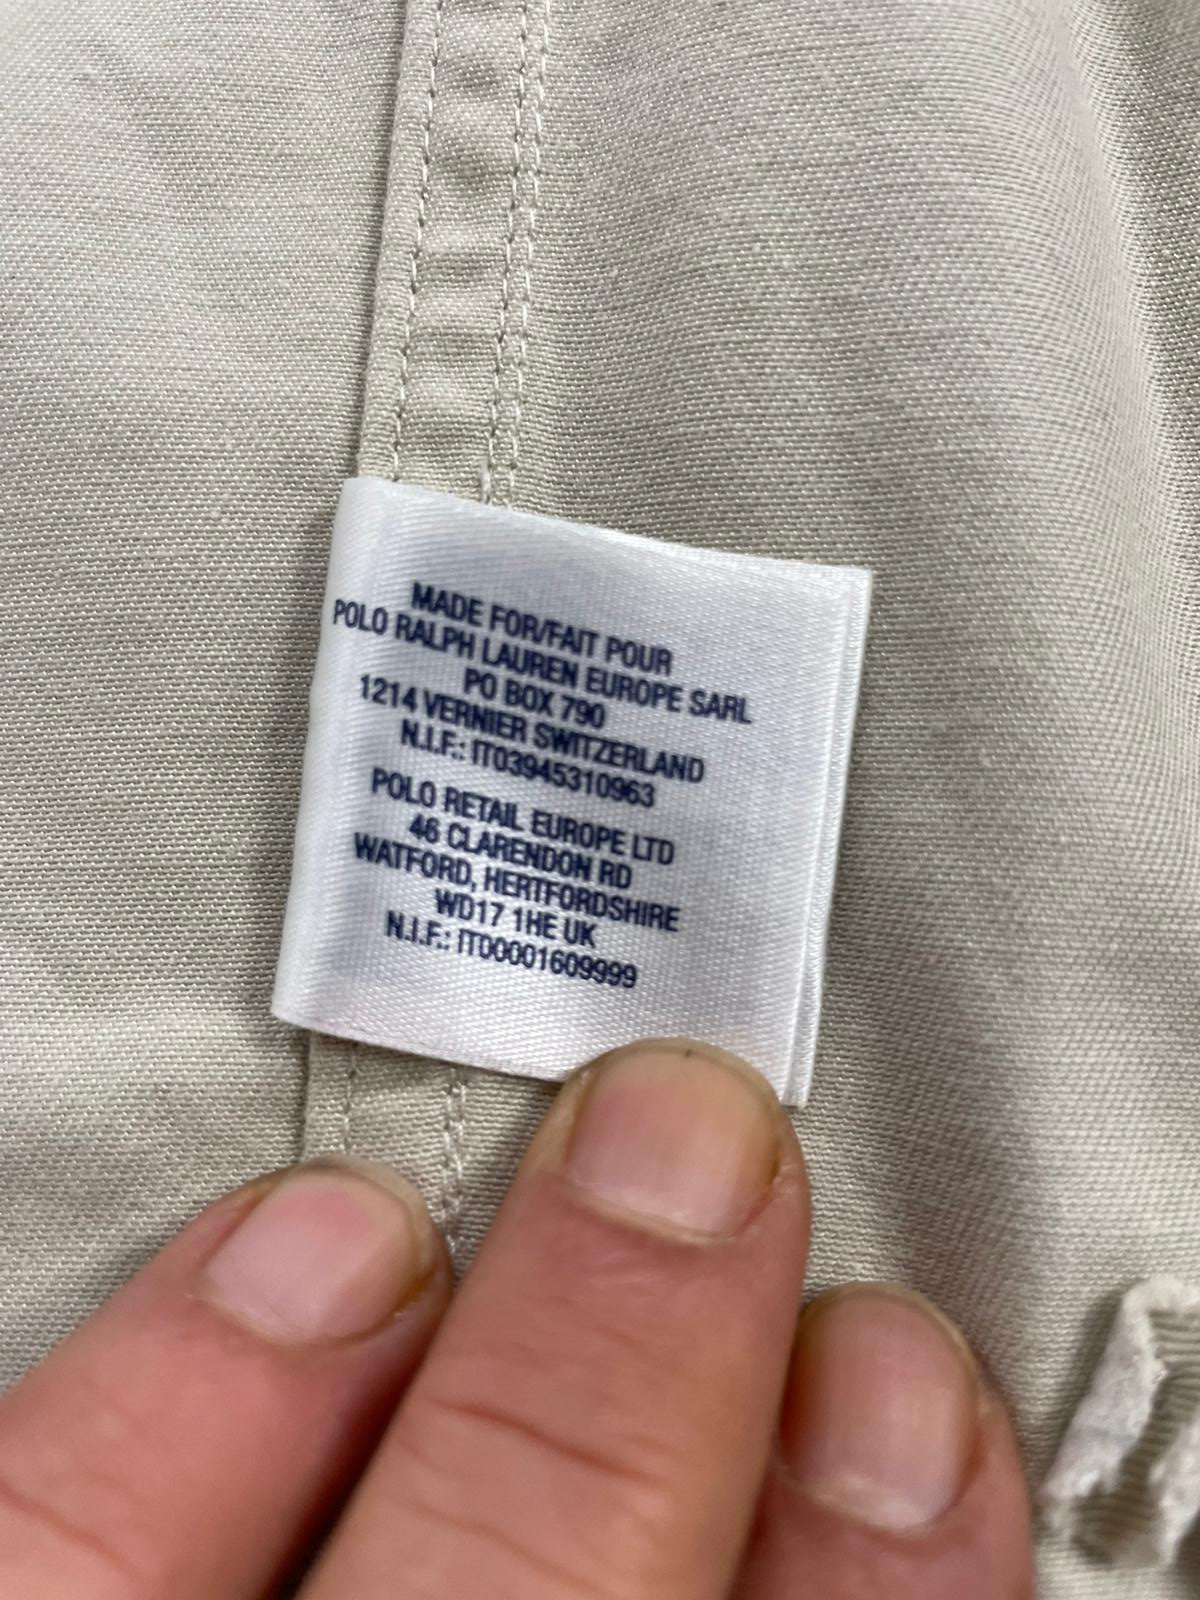 MADE FOR/FAIT POUR
POLO RALPH LAUREN EUROPE SARL
PO BOX 790
1214 VERNIER SWITZERLAND
N.I.F.: IT03945310963
POLO RETAIL EUROPE LTD
46 CLARENDON RD
WATFORD, HERTFORDSHIRE
WD17 1HE UK
N.I.F.: IT00001609999